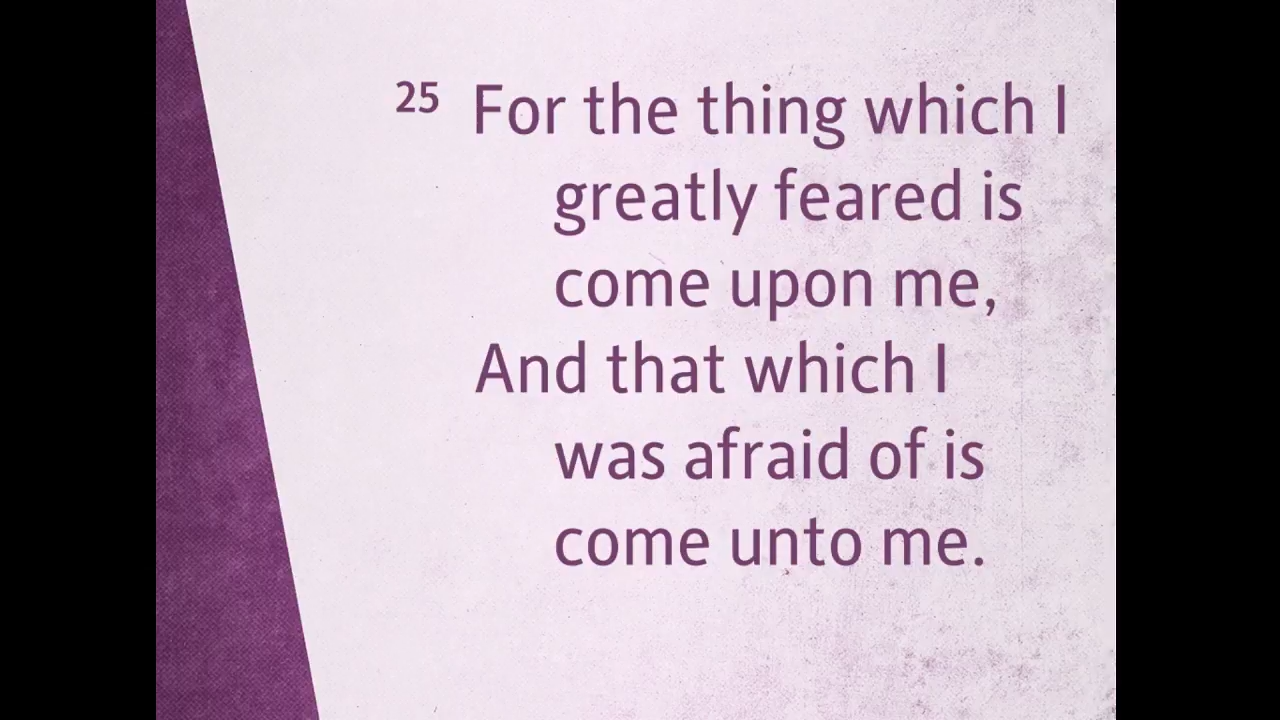 25 For the thing which I
greatly feared is
come upon me,
And that which I
was afraid of is
come unto me.